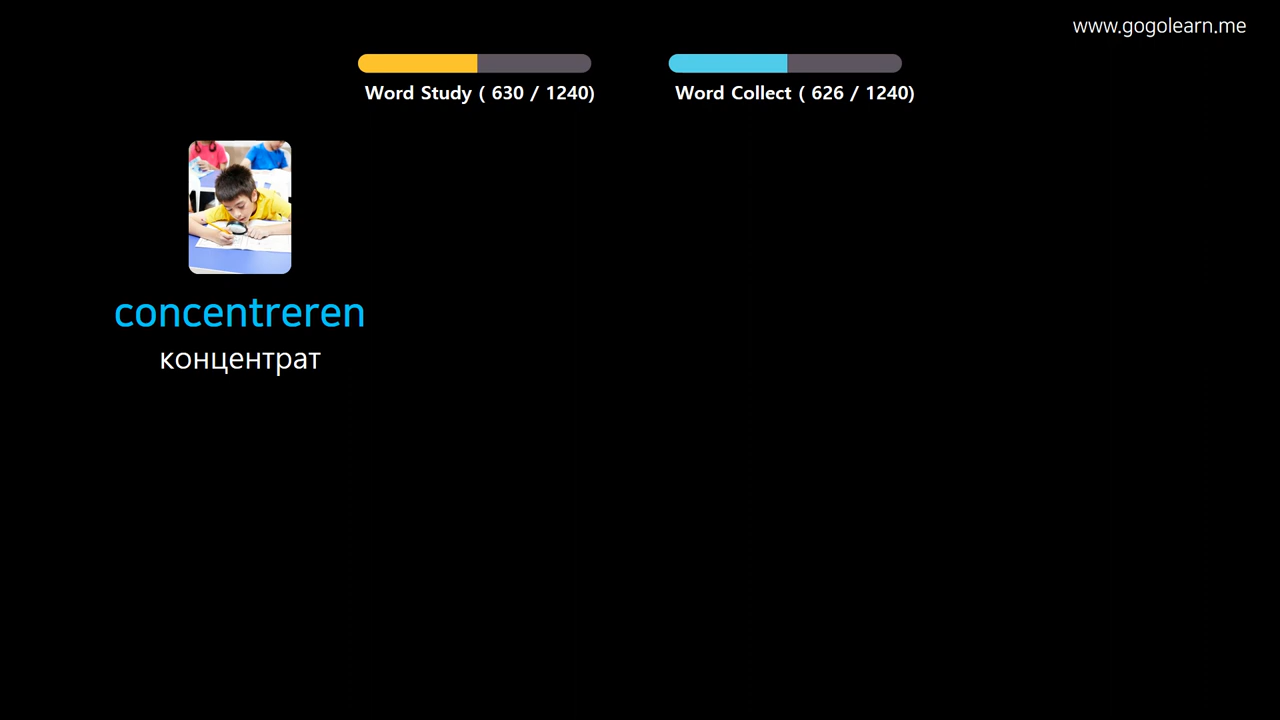 www.gogolearn.me
Word Study ( 630 / 1240)
Word Collect ( 626 / 1240)
concentreren
концентрат